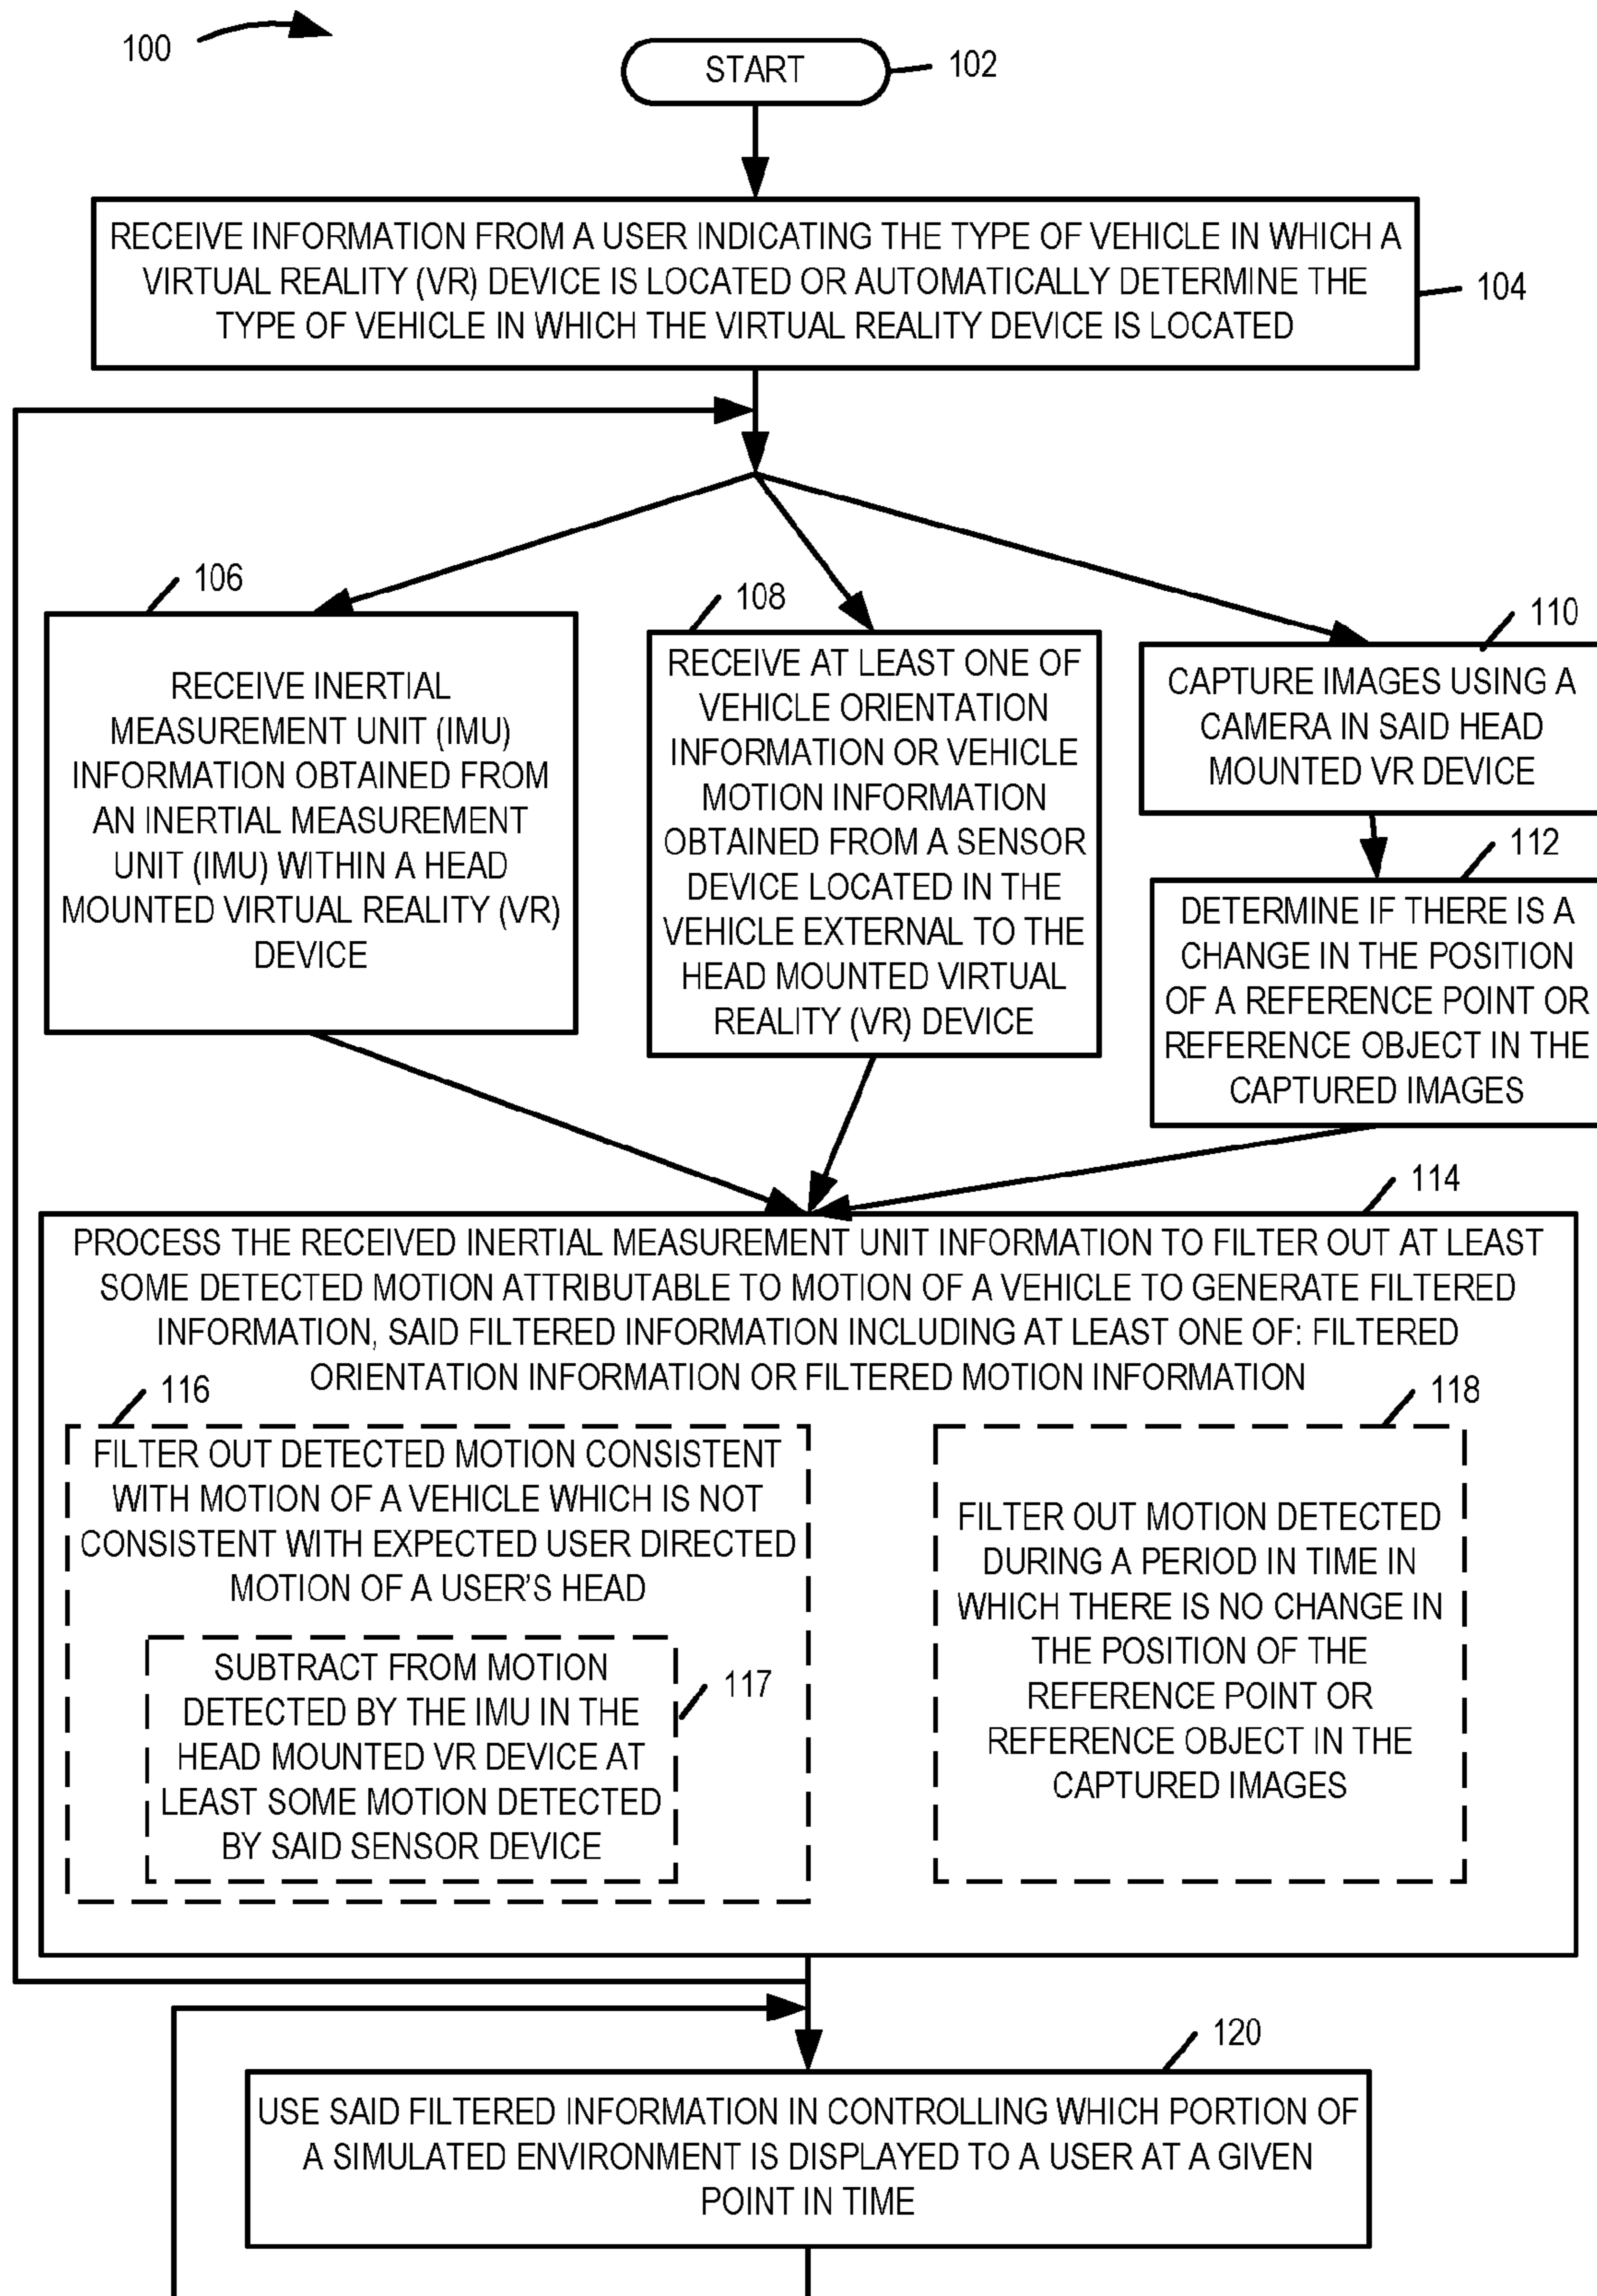 100
START
102
RECEIVE INFORMATION FROM A USER INDICATING THE TYPE OF VEHICLE IN WHICH A
VIRTUAL REALITY (VR) DEVICE IS LOCATED OR AUTOMATICALLY DETERMINE THE
TYPE OF VEHICLE IN WHICH THE VIRTUAL REALITY DEVICE IS LOCATED
104
106
RECEIVE INERTIAL
MEASUREMENT UNIT (IMU)
INFORMATION OBTAINED FROM
AN INERTIAL MEASUREMENT
UNIT (IMU) WITHIN A HEAD
MOUNTED VIRTUAL REALITY (VR)
DEVICE
108
RECEIVE AT LEAST ONE OF
VEHICLE ORIENTATION
INFORMATION OR VEHICLE
MOTION INFORMATION
OBTAINED FROM A SENSOR
DEVICE LOCATED IN THE
VEHICLE EXTERNAL TO THE
HEAD MOUNTED VIRTUAL
REALITY (VR) DEVICE
110
CAPTURE IMAGES USING A
CAMERA IN SAID HEAD
MOUNTED VR DEVICE
112
DETERMINE IF THERE IS A
CHANGE IN THE POSITION
OF A REFERENCE POINT OR
REFERENCE OBJECT IN THE
CAPTURED IMAGES
114
PROCESS THE RECEIVED INERTIAL MEASUREMENT UNIT INFORMATION TO FILTER OUT AT LEAST
SOME DETECTED MOTION ATTRIBUTABLE TO MOTION OF A VEHICLE TO GENERATE FILTERED
INFORMATION, SAID FILTERED INFORMATION INCLUDING AT LEAST ONE OF: FILTERED
ORIENTATION INFORMATION OR FILTERED MOTION INFORMATION
116
FILTER OUT DETECTED MOTION CONSISTENT
WITH MOTION OF A VEHICLE WHICH IS NOT
CONSISTENT WITH EXPECTED USER DIRECTED
MOTION OF A USER'S HEAD
SUBTRACT FROM MOTION
DETECTED BY THE IMU IN THE
HEAD MOUNTED VR DEVICE AT
LEAST SOME MOTION DETECTED
BY SAID SENSOR DEVICE
117
118
FILTER OUT MOTION DETECTED
DURING A PERIOD IN TIME IN
WHICH THERE IS NO CHANGE IN
THE POSITION OF THE
REFERENCE POINT OR
REFERENCE OBJECT IN THE
CAPTURED IMAGES
120
USE SAID FILTERED INFORMATION IN CONTROLLING WHICH PORTION OF
A SIMULATED ENVIRONMENT IS DISPLAYED TO A USER AT A GIVEN
POINT IN TIME